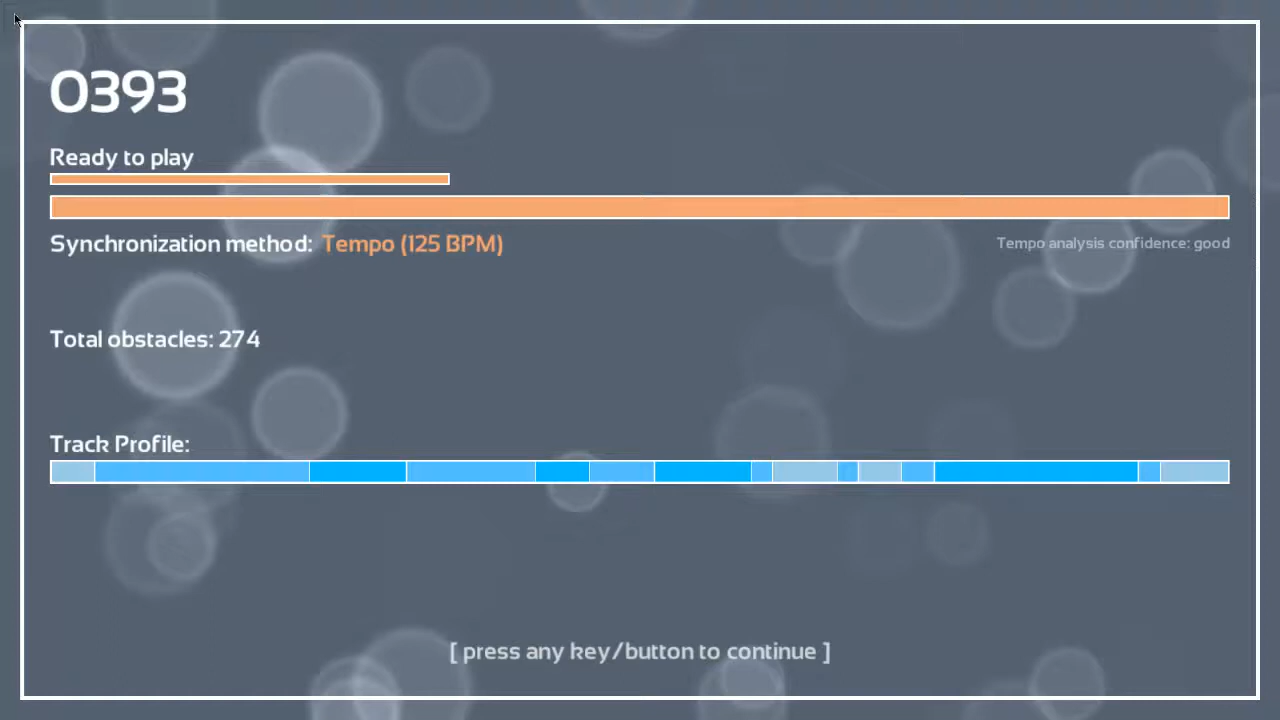 0393
Ready to play
Synchronization method: Tempo (125 BPM)
Tempo analysis confidence: good
Total obstacles: 274
Track Profile:
[ press any key/button to continue ]